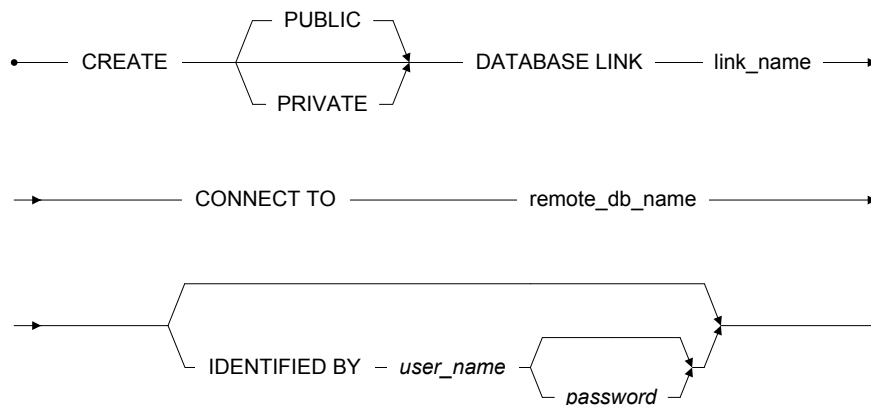 PUBLIC
CREATE DATABASE LINK link_name
PRIVATE
CONNECT TO remote_db_name
IDENTIFIED BY user_name
password